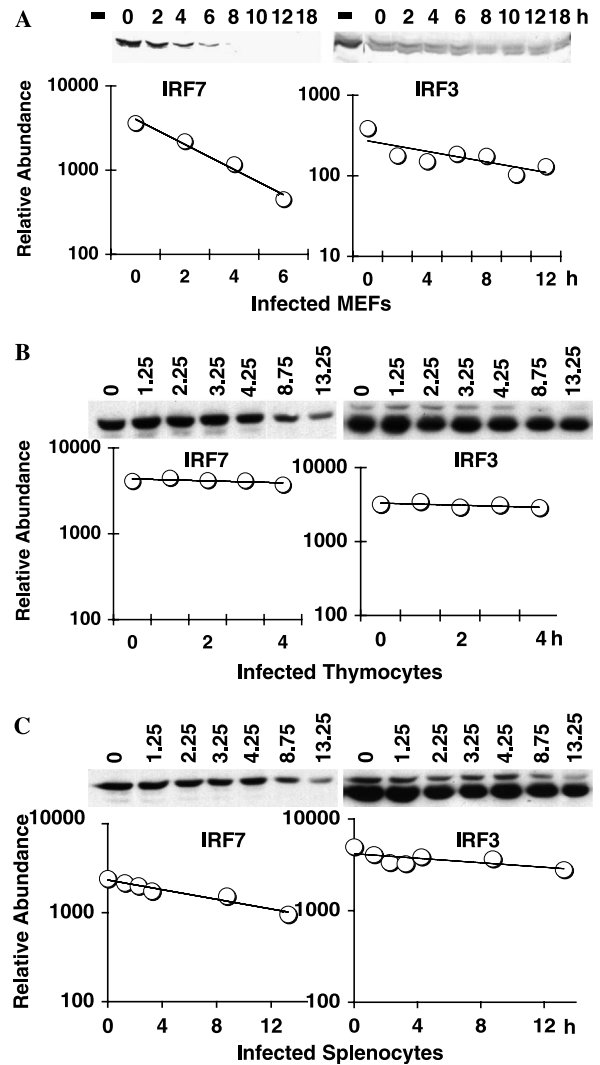 A
– 0 2 4 6 8 10 12 18 – 0 2 4 6 8 10 12 18 h
IRF7 IRF3
Relative Abundance
10000
1000
100
1000
100
10
0 2 4 6 0 4 8 12 h
Infected MEFs
B
0 1.25 2.25 3.25 4.25 8.75 13.25 0 1.25 2.25 3.25 4.25 8.75 13.25
IRF7 IRF3
Relative Abundance
10000
1000
100
10000
1000
100
0 2 4 0 2 4 h
Infected Thymocytes
C
0 1.25 2.25 3.25 4.25 8.75 13.25 0 1.25 2.25 3.25 4.25 8.75 13.25
IRF7 IRF3
Relative Abundance
10000
1000
100
10000
1000
100
0 4 8 12 0 4 8 12 h
Infected Splenocytes